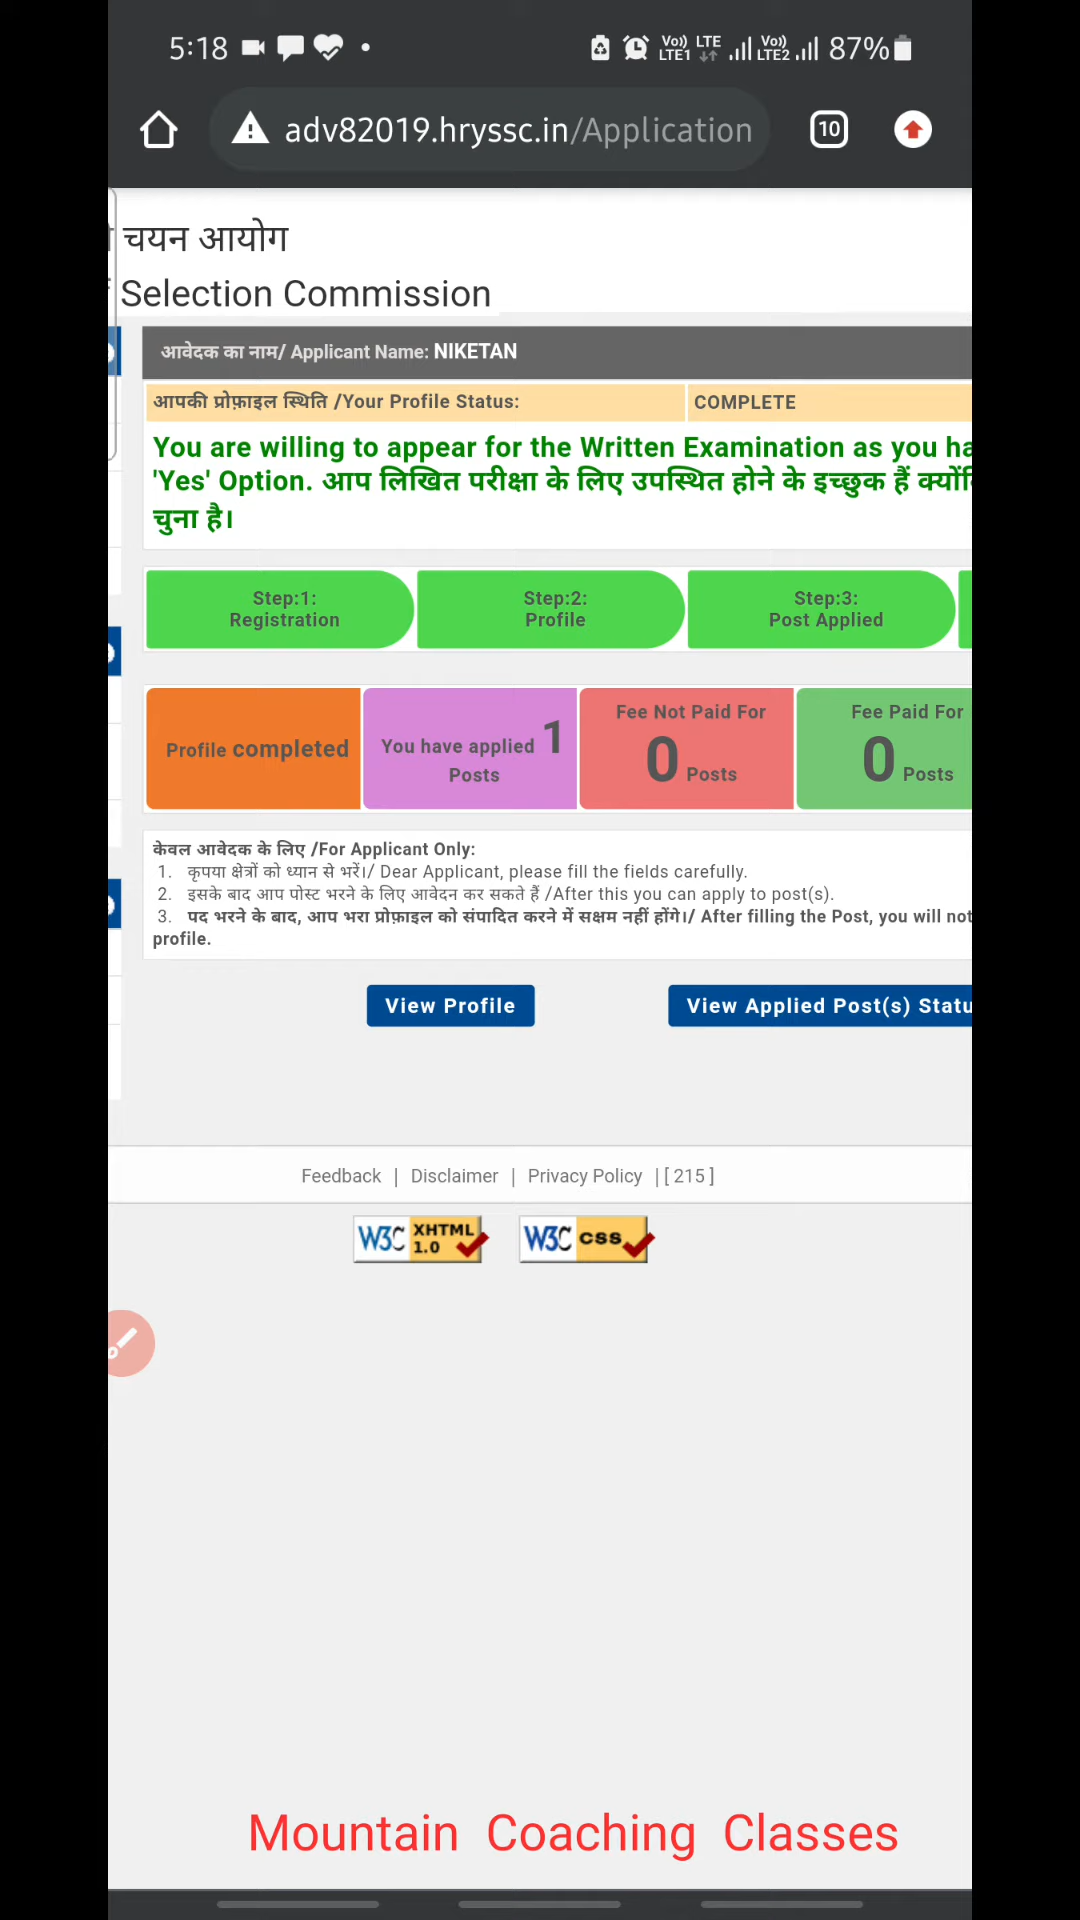 5:18
Vo)) LTE1 LTE Vo)) LTE2 87%
adv82019.hryssc.in/Application
10
चयन आयोग
Selection Commission
आवेदक का नाम/ Applicant Name: NIKETAN
आपकी प्रोफ़ाइल स्थिति /Your Profile Status: COMPLETE
You are willing to appear for the Written Examination as you ha
'Yes' Option. आप लिखित परीक्षा के लिए उपस्थित होने के इच्छुक हैं
चुना है।
Step:1: Step:2: Step:3:
Registration Profile Post Applied
Profile completed
You have applied 1
Posts
Fee Not Paid For
0 Posts
Fee Paid For
0 Posts
केवल आवेदक के लिए /For Applicant Only:
1. कृपया क्षेत्रों को ध्यान से भरें।/ Dear Applicant, please fill the fields carefully.
2. इसके बाद आप पोस्ट भरने के लिए आवेदन कर सकते हैं /After this you can apply to post(s).
3. पद भरने के बाद, आप भरा प्रोफ़ाइल को संपादित करने में सक्षम नहीं होंगे।/ After filling the Post, you will not
profile.
View Profile
View Applied Post(s) Statu
Feedback | Disclaimer | Privacy Policy | [ 215 ]
W3C XHTML 1.0 W3C CSS
Mountain Coaching Classes